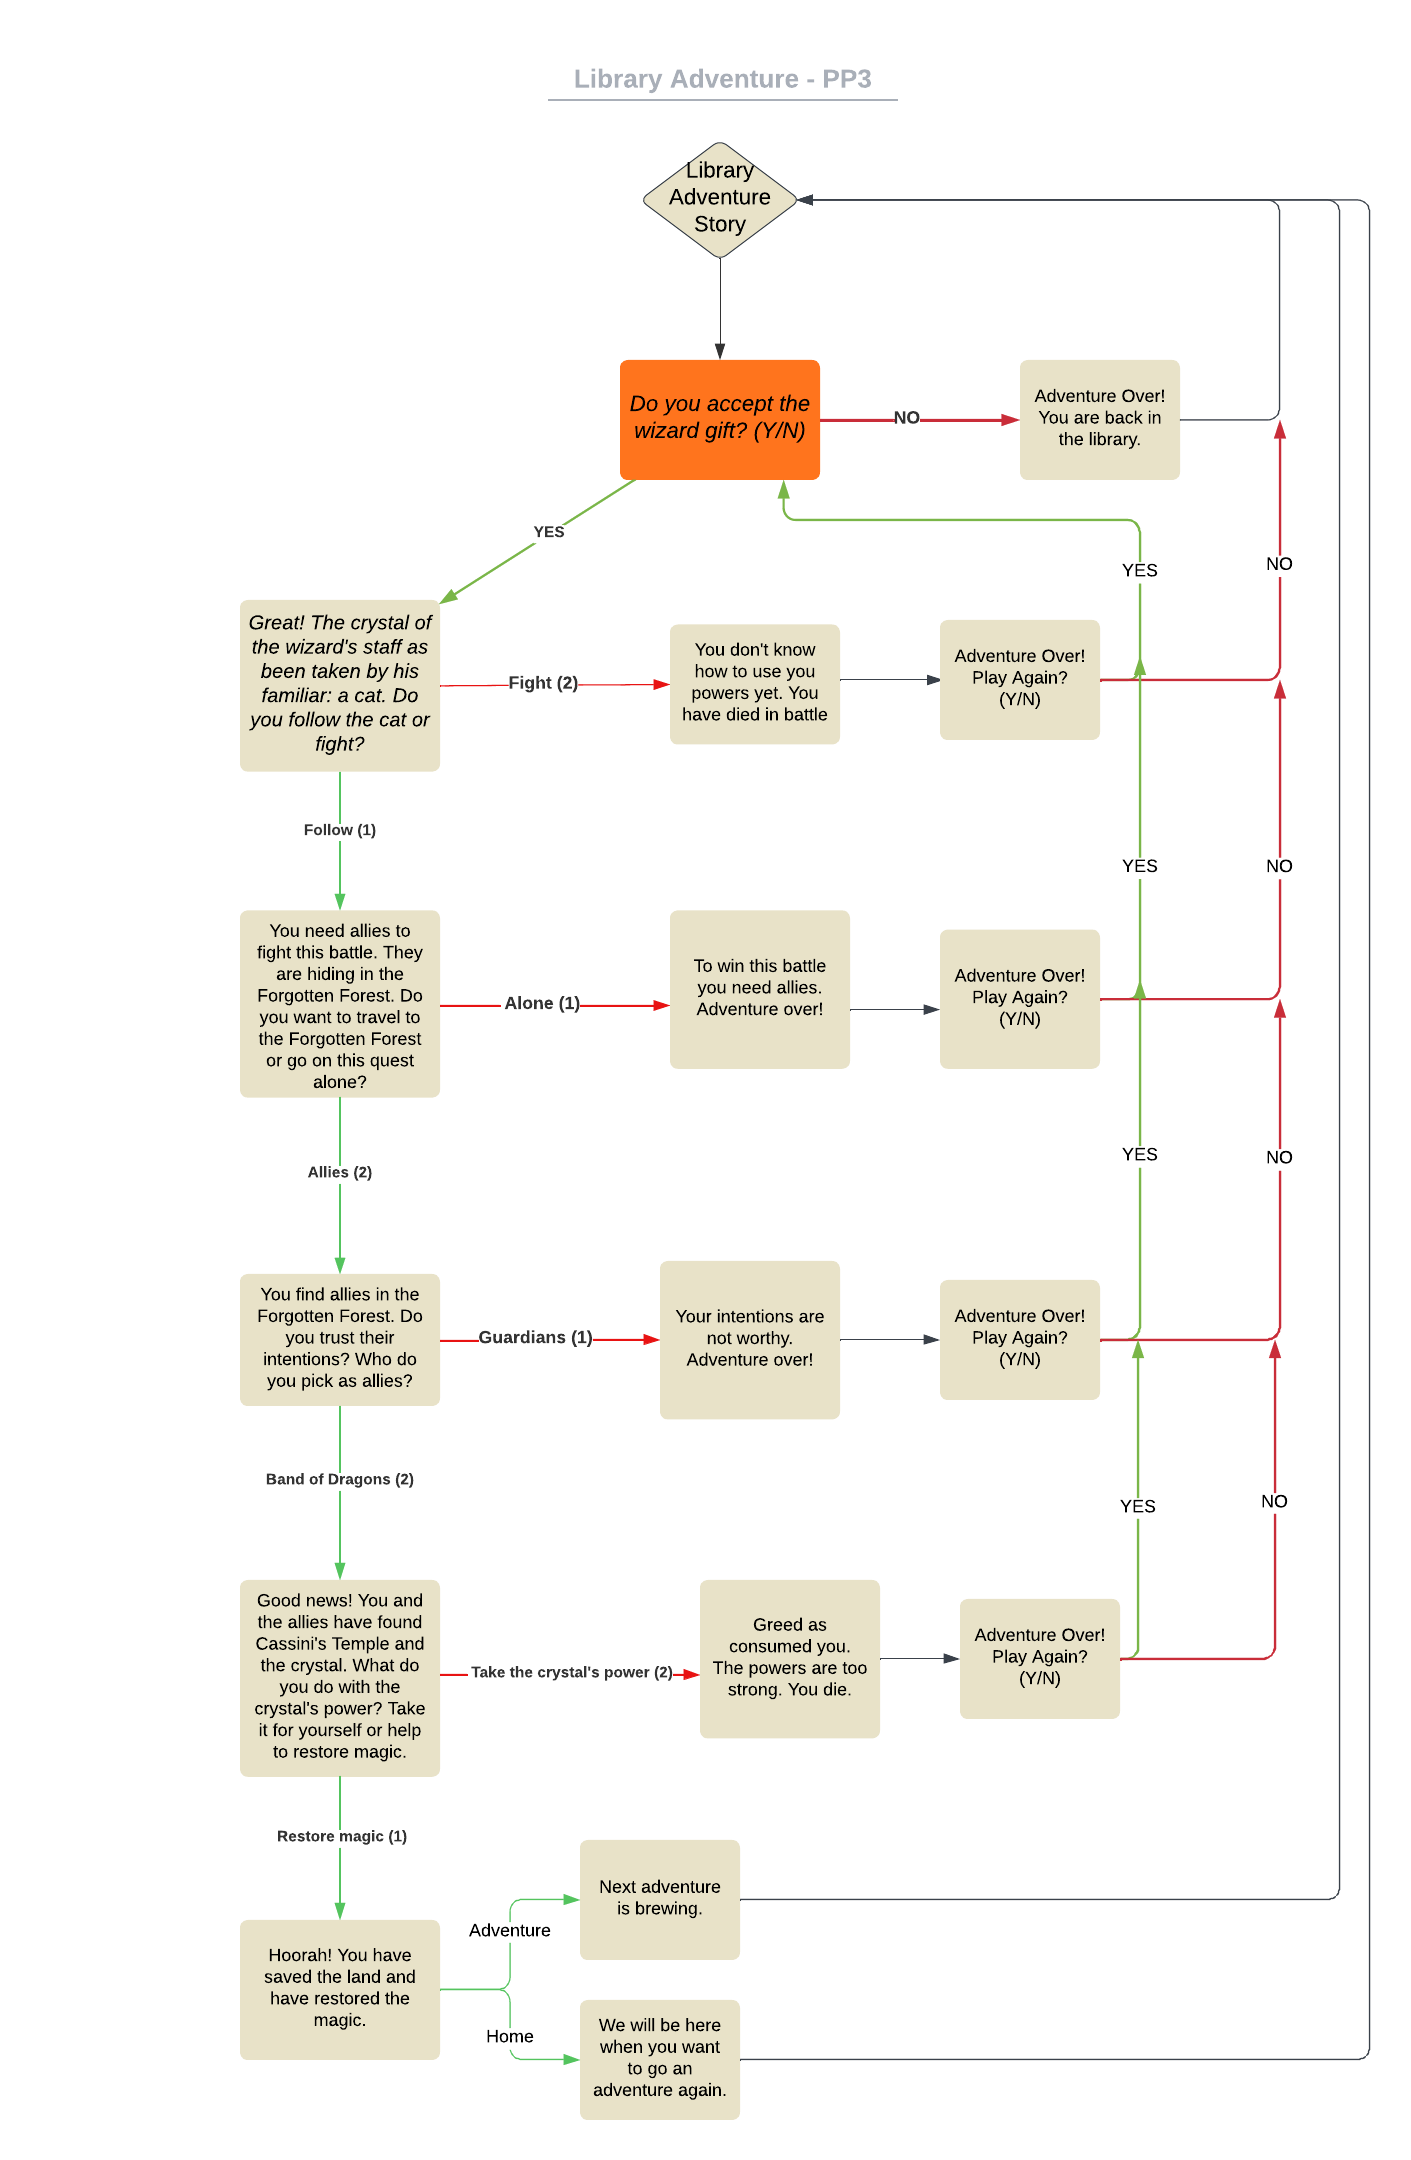 Library Adventure - PP3
Library
Adventure
Story
Do you accept the
wizard gift? (Y/N)
NO
Adventure Over!
You are back in
the library.
YES
YES
NO
Great! The crystal of
the wizard's staff as
been taken by his
familiar: a cat. Do
you follow the cat or
fight?
Fight (2)
You don't know
how to use you
powers yet. You
have died in battle
Adventure Over!
Play Again?
(Y/N)
Follow (1)
YES
NO
You need allies to
fight this battle. They
are hiding in the
Forgotten Forest. Do
you want to travel to
the Forgotten Forest
or go on this quest
alone?
Alone (1)
To win this battle
you need allies.
Adventure over!
Adventure Over!
Play Again?
(Y/N)
Allies (2)
YES
NO
You find allies in the
Forgotten Forest. Do
you trust their
intentions? Who do
you pick as allies?
Guardians (1)
Your intentions are
not worthy.
Adventure over!
Adventure Over!
Play Again?
(Y/N)
Band of Dragons (2)
YES
NO
Good news! You and
the allies have found
Cassini's Temple and
the crystal. What do
you do with the
crystal's power? Take
it for yourself or help
to restore magic.
Take the crystal's power (2)
Greed as
consumed you.
The powers are too
strong. You die.
Adventure Over!
Play Again?
(Y/N)
Restore magic (1)
Hoorah! You have
saved the land and
have restored the
magic.
Adventure
Next adventure
is brewing.
Home
We will be here
when you want
to go an
adventure again.